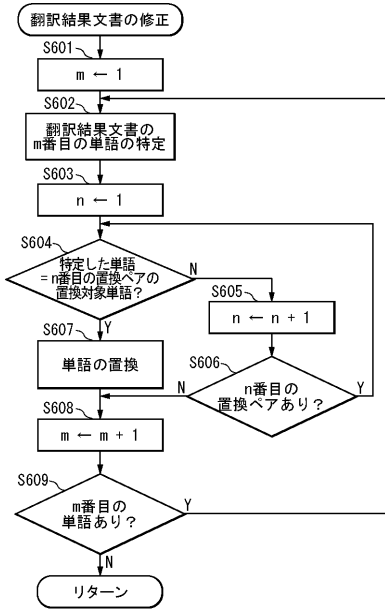 翻訳結果文書の修正
S601
m ← 1
S602
翻訳結果文書の
m番目の単語の特定
S603
n ← 1
S604
特定した単語
= n番目の置換ペアの
置換対象単語?
N
Y
S605
n ← n + 1
S606
n番目の
置換ペアあり?
N
Y
S607
単語の置換
S608
m ← m + 1
S609
m番目の
単語あり?
Y
N
リターン